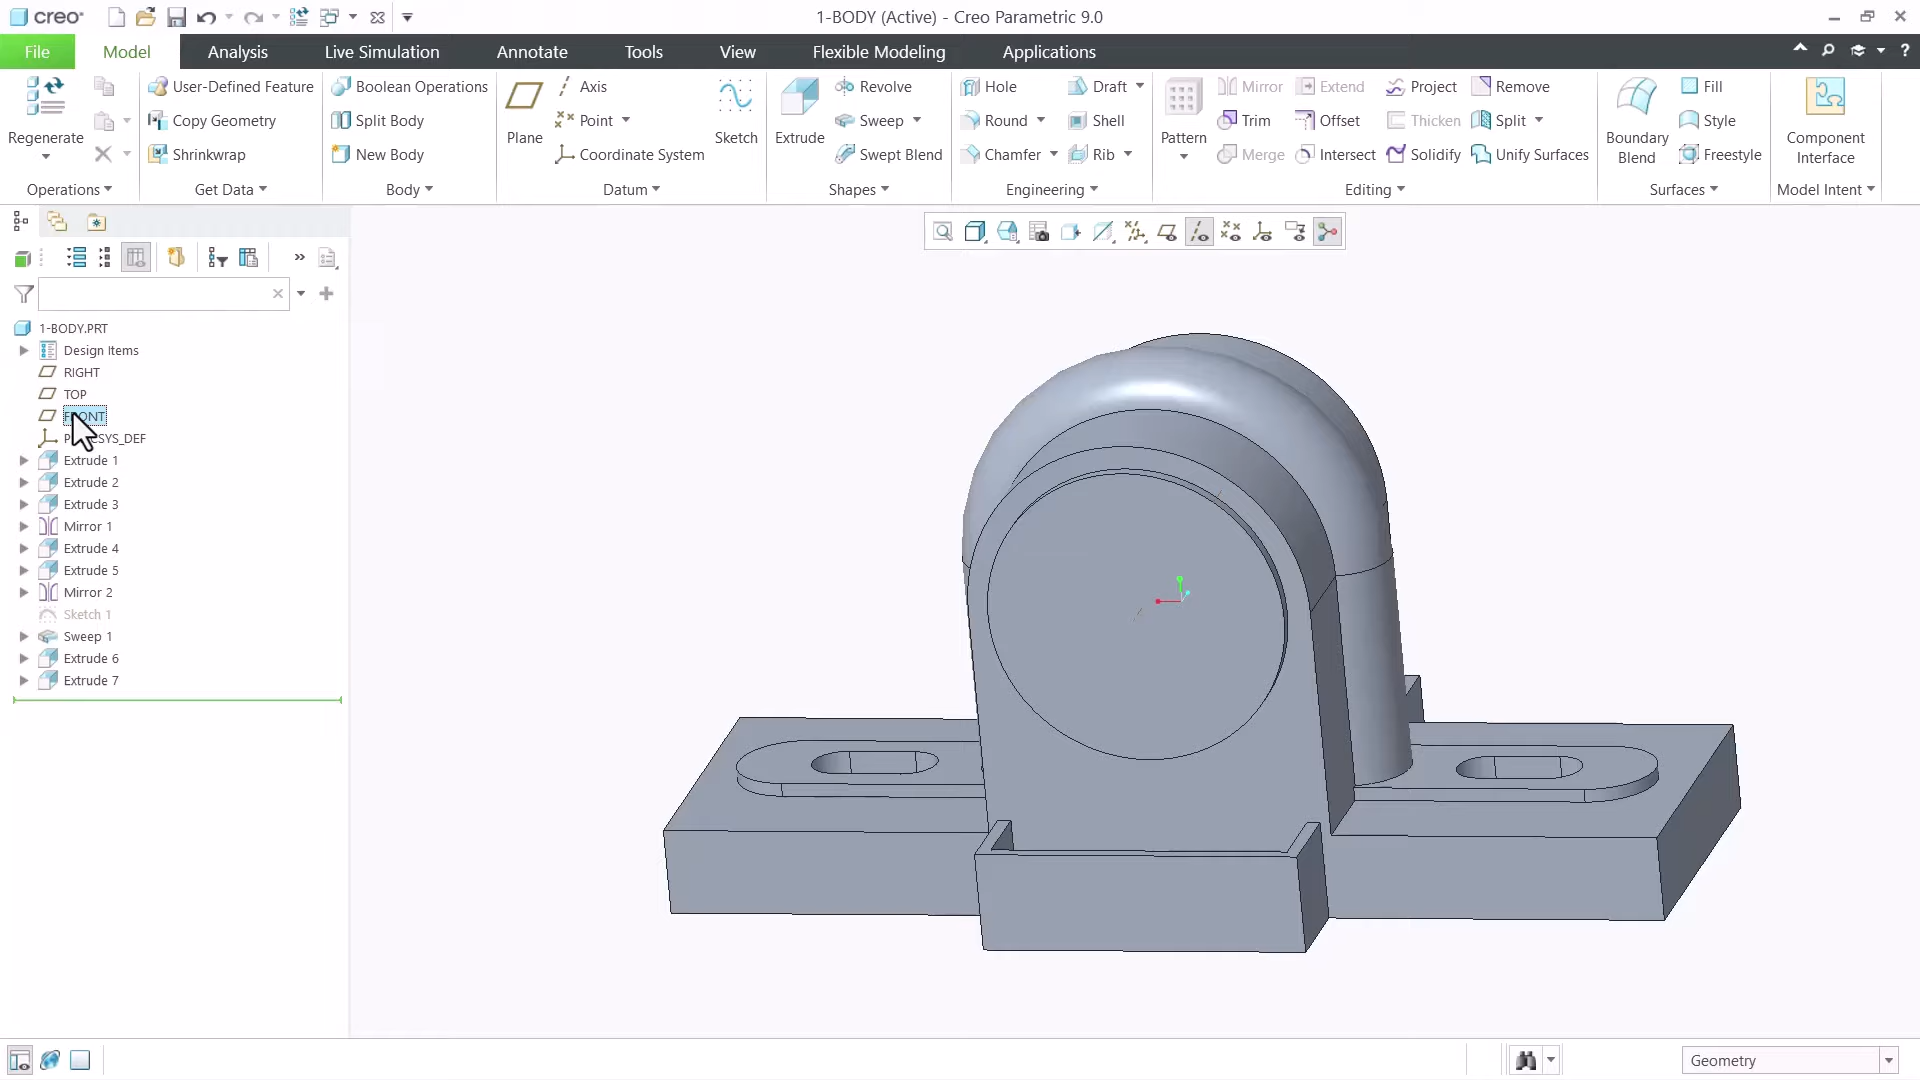 creo
1-BODY (Active) - Creo Parametric 9.0
File Model Analysis Live Simulation Annotate Tools View Flexible Modeling Applications ?
Regenerate
Operations
User-Defined Feature
Copy Geometry
Shrinkwrap
Get Data
Boolean Operations
Split Body
New Body
Body
Plane
Axis
Point
Coordinate System
Sketch
Datum
Extrude
Revolve
Sweep
Swept Blend
Shapes
Hole
Round
Chamfer
Draft
Shell
Rib
Engineering
Pattern
Mirror
Trim
Merge
Extend
Offset
Intersect
Project
Thicken
Solidify
Remove
Split
Unify Surfaces
Editing
Boundary
Blend
Fill
Style
Freestyle
Surfaces
Component
Interface
Model Intent
1-BODY.PRT
Design Items
RIGHT
TOP
FRONT
CSYS_DEF
Extrude 1
Extrude 2
Extrude 3
Mirror 1
Extrude 4
Extrude 5
Mirror 2
Sketch 1
Sweep 1
Extrude 6
Extrude 7
Geometry